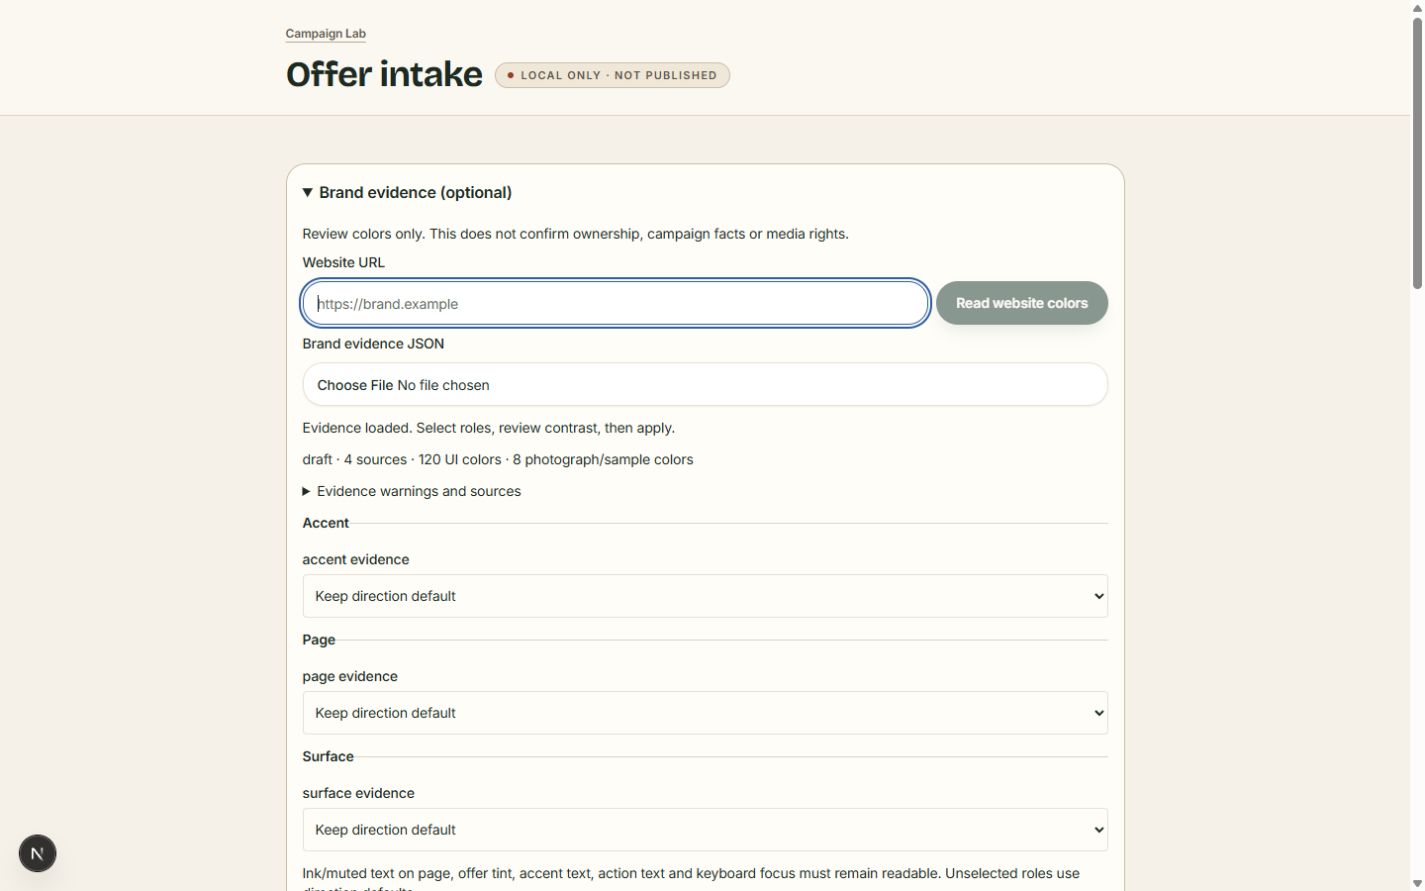 Campaign Lab
Offer intake
LOCAL ONLY · NOT PUBLISHED
▼ Brand evidence (optional)
Review colors only. This does not confirm ownership, campaign facts or media rights.
Website URL
https://brand.example
Read website colors
Brand evidence JSON
Choose File No file chosen
Evidence loaded. Select roles, review contrast, then apply.
draft · 4 sources · 120 UI colors · 8 photograph/sample colors
▶ Evidence warnings and sources
Accent
accent evidence
Keep direction default
Page
page evidence
Keep direction default
Surface
surface evidence
Keep direction default
N
Ink/muted text on page, offer tint, accent text, action text and keyboard focus must remain readable. Unselected roles use
direction defaults